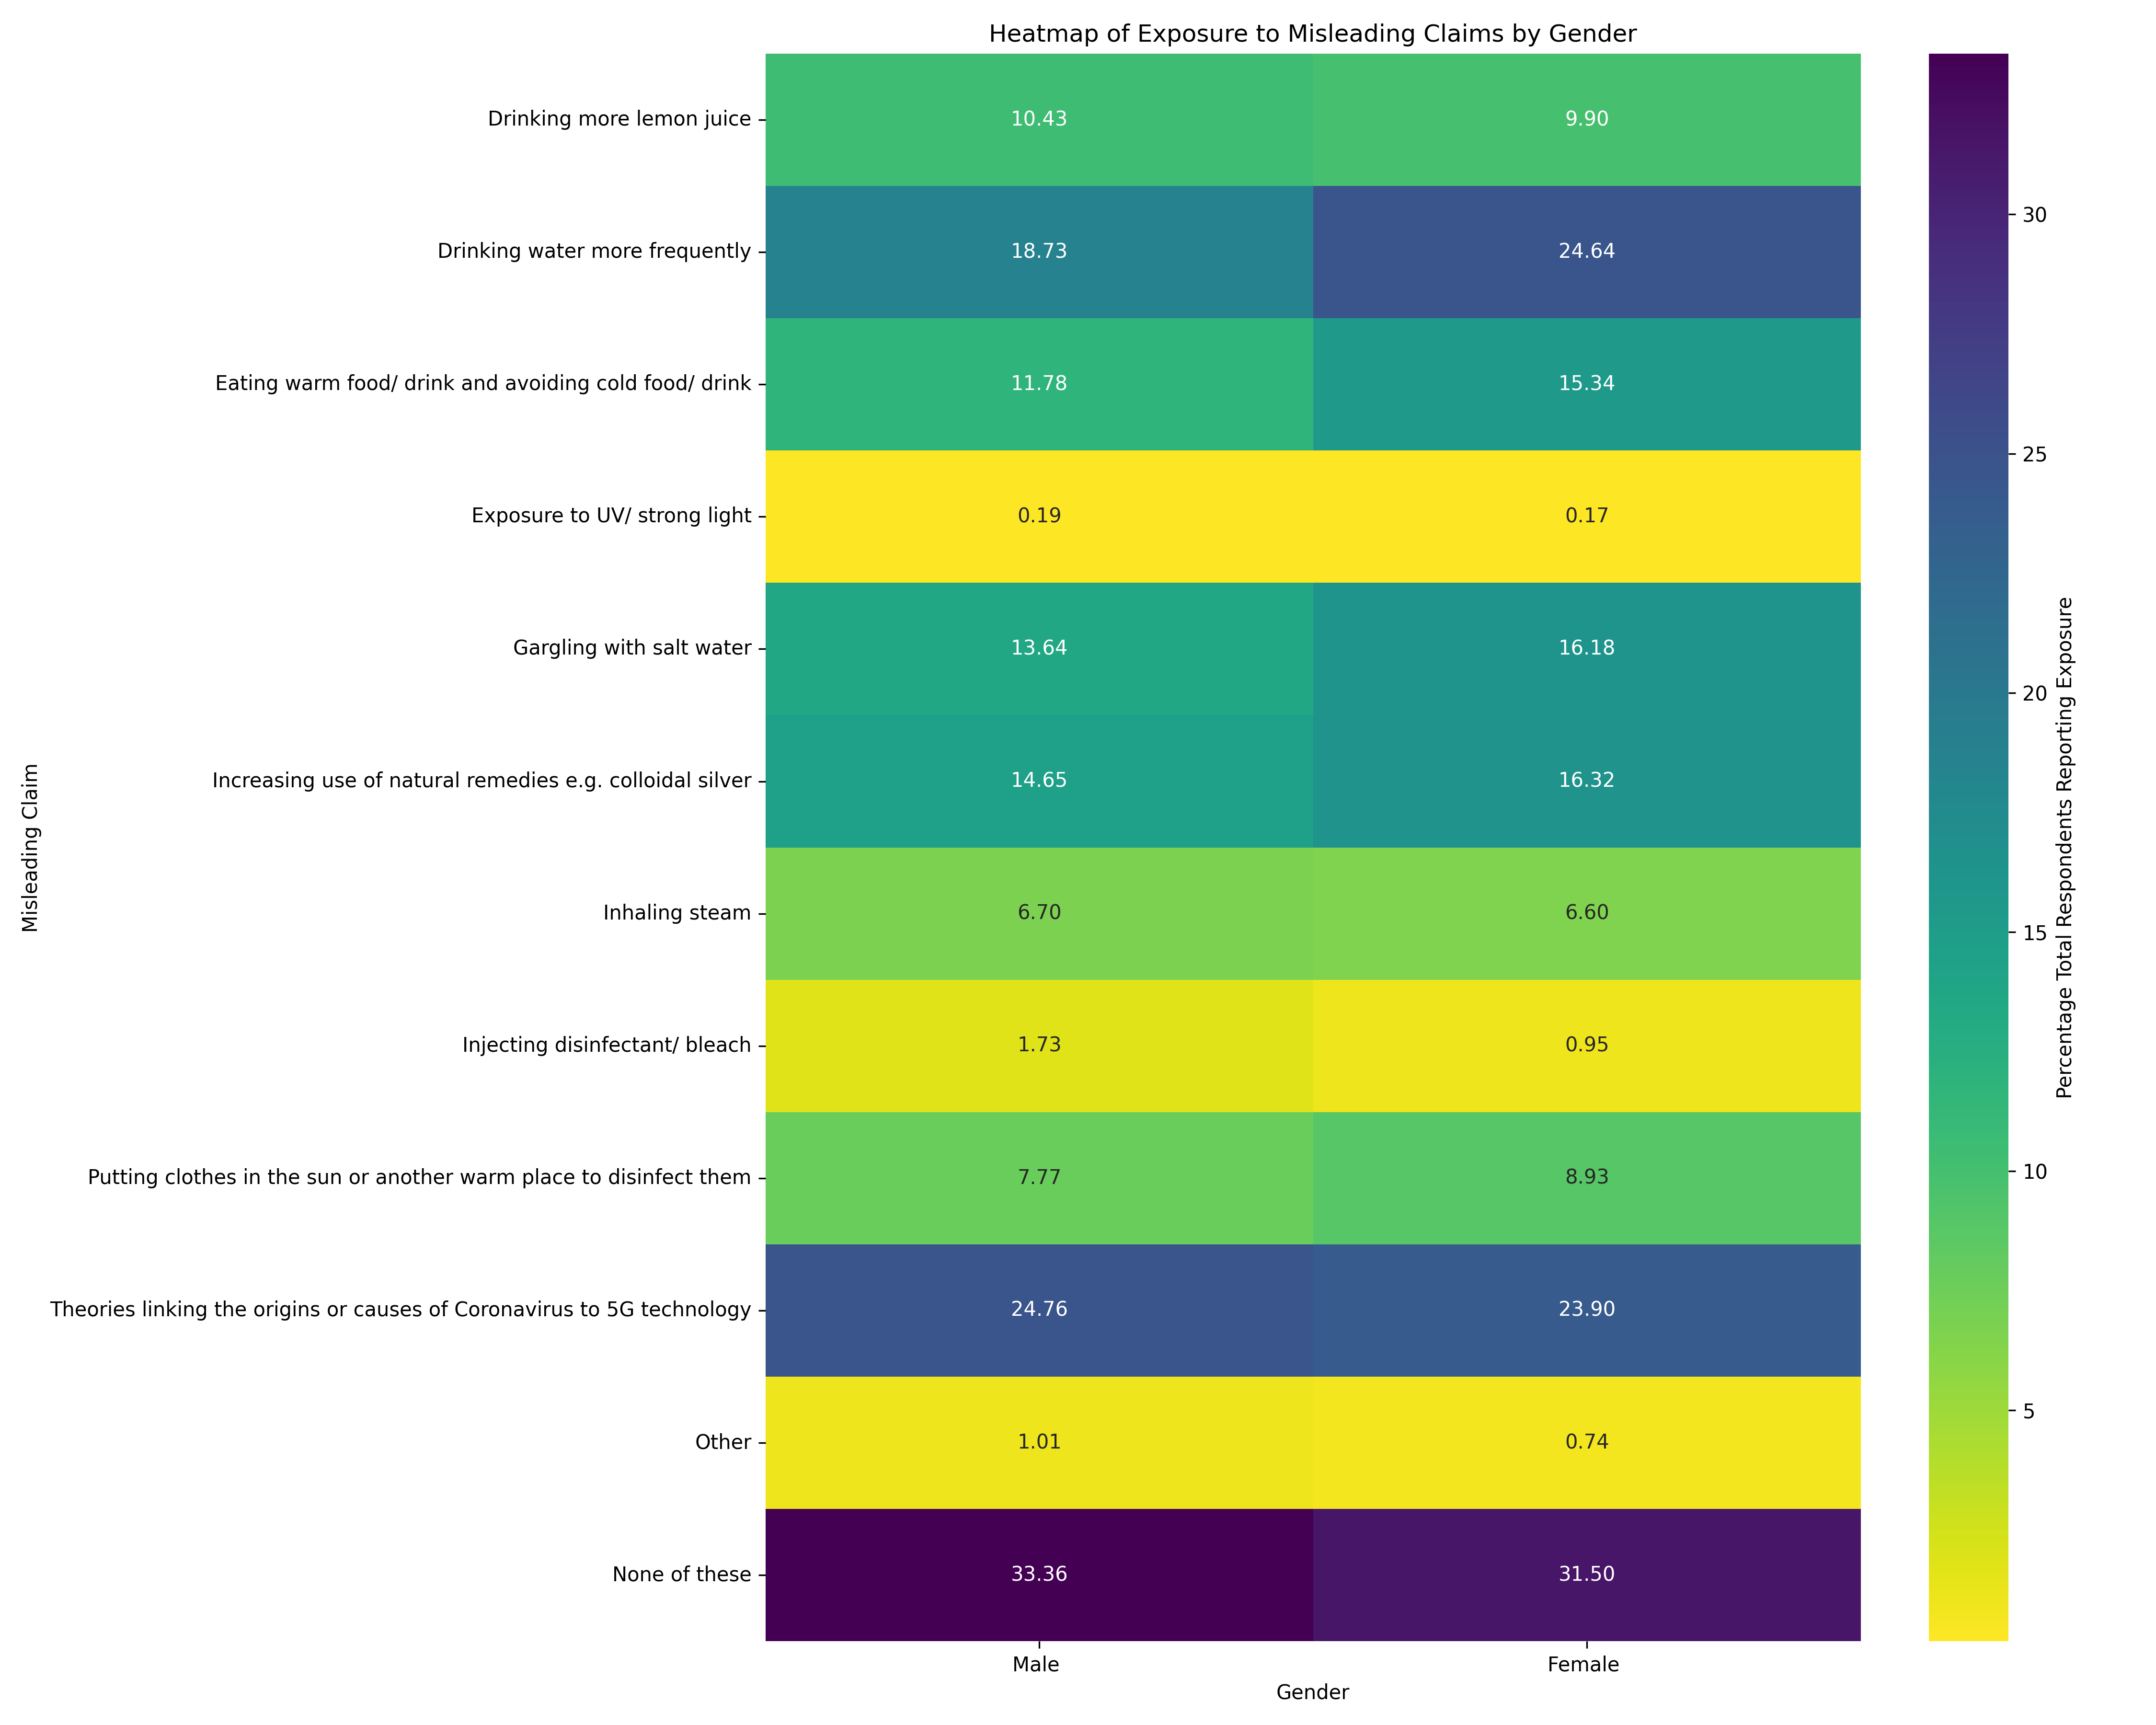 Heatmap of Exposure to Misleading Claims by Gender
Misleading Claim
Drinking more lemon juice 10.43 9.90
Drinking water more frequently 18.73 24.64
Eating warm food/ drink and avoiding cold food/ drink 11.78 15.34
Exposure to UV/ strong light 0.19 0.17
Gargling with salt water 13.64 16.18
Increasing use of natural remedies e.g. colloidal silver 14.65 16.32
Inhaling steam 6.70 6.60
Injecting disinfectant/ bleach 1.73 0.95
Putting clothes in the sun or another warm place to disinfect them 7.77 8.93
Theories linking the origins or causes of Coronavirus to 5G technology 24.76 23.90
Other 1.01 0.74
None of these 33.36 31.50
Male Female
Gender
30
25
20
15
10
5
Percentage Total Respondents Reporting Exposure